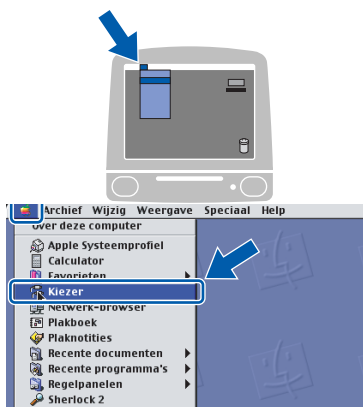 Archief Wijzig Weergave Speciaal Help
Over deze computer
Apple Systeemprofiel
Calculator
Favorieten
Kiezer
Netwerk-browser
Plakboek
Plaknotities
Recente documenten
Recente programma's
Regelpanelen
Sherlock 2